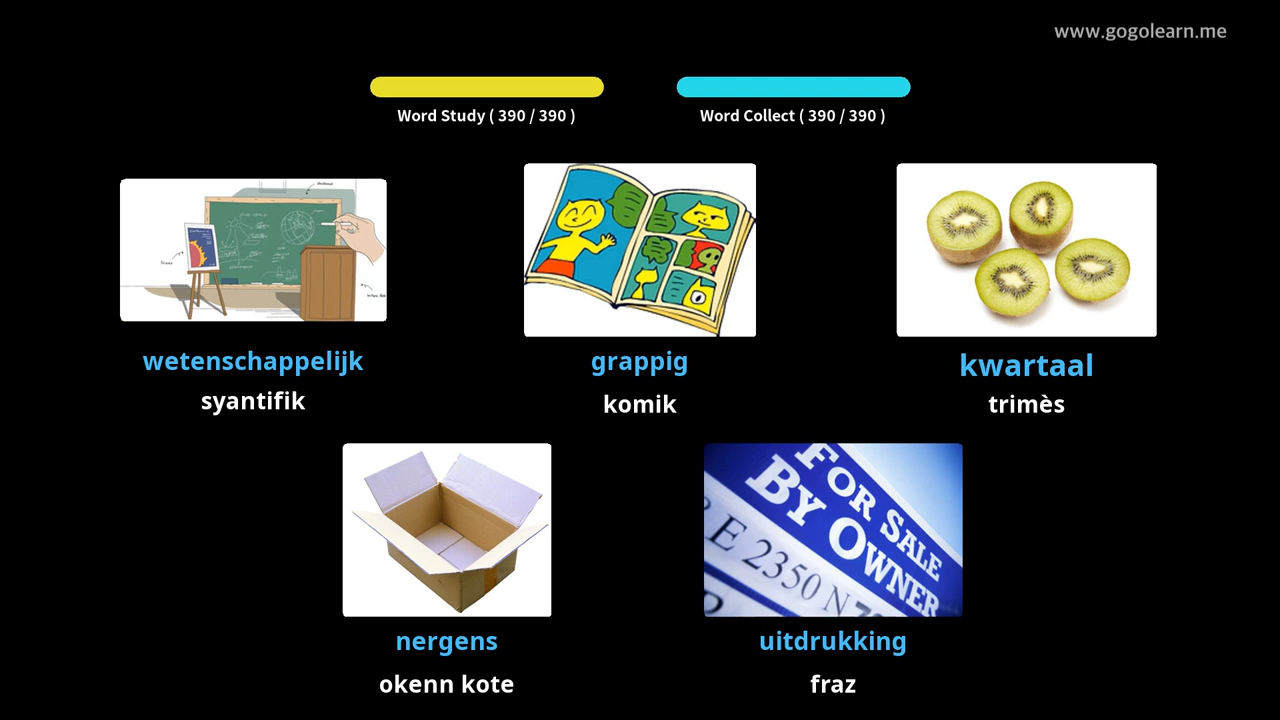 www.gogolearn.me
Word Study ( 390 / 390 )
Word Collect ( 390 / 390 )
wetenschappelijk
syantifik
grappig
komik
kwartaal
trimès
FOR SALE
BY OWNER
E 2350 N
nergens
okenn kote
uitdrukking
fraz